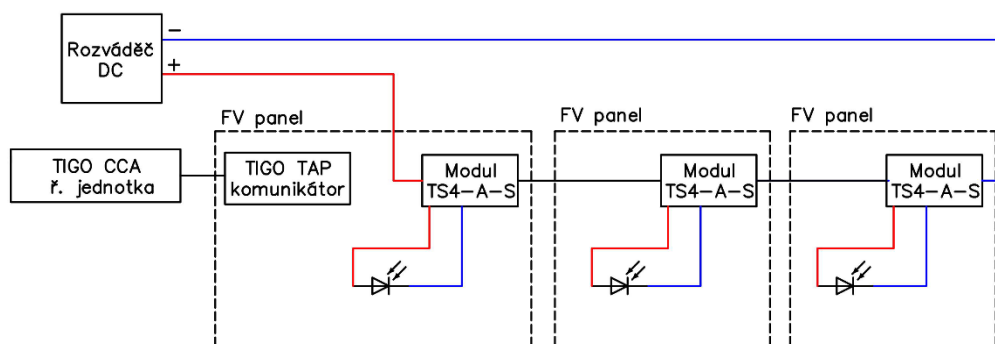 Rozváděč
DC
−
+
FV panel
FV panel
FV panel
TIGO CCA
ř. jednotka
TIGO TAP
komunikátor
Modul
TS4-A-S
Modul
TS4-A-S
Modul
TS4-A-S